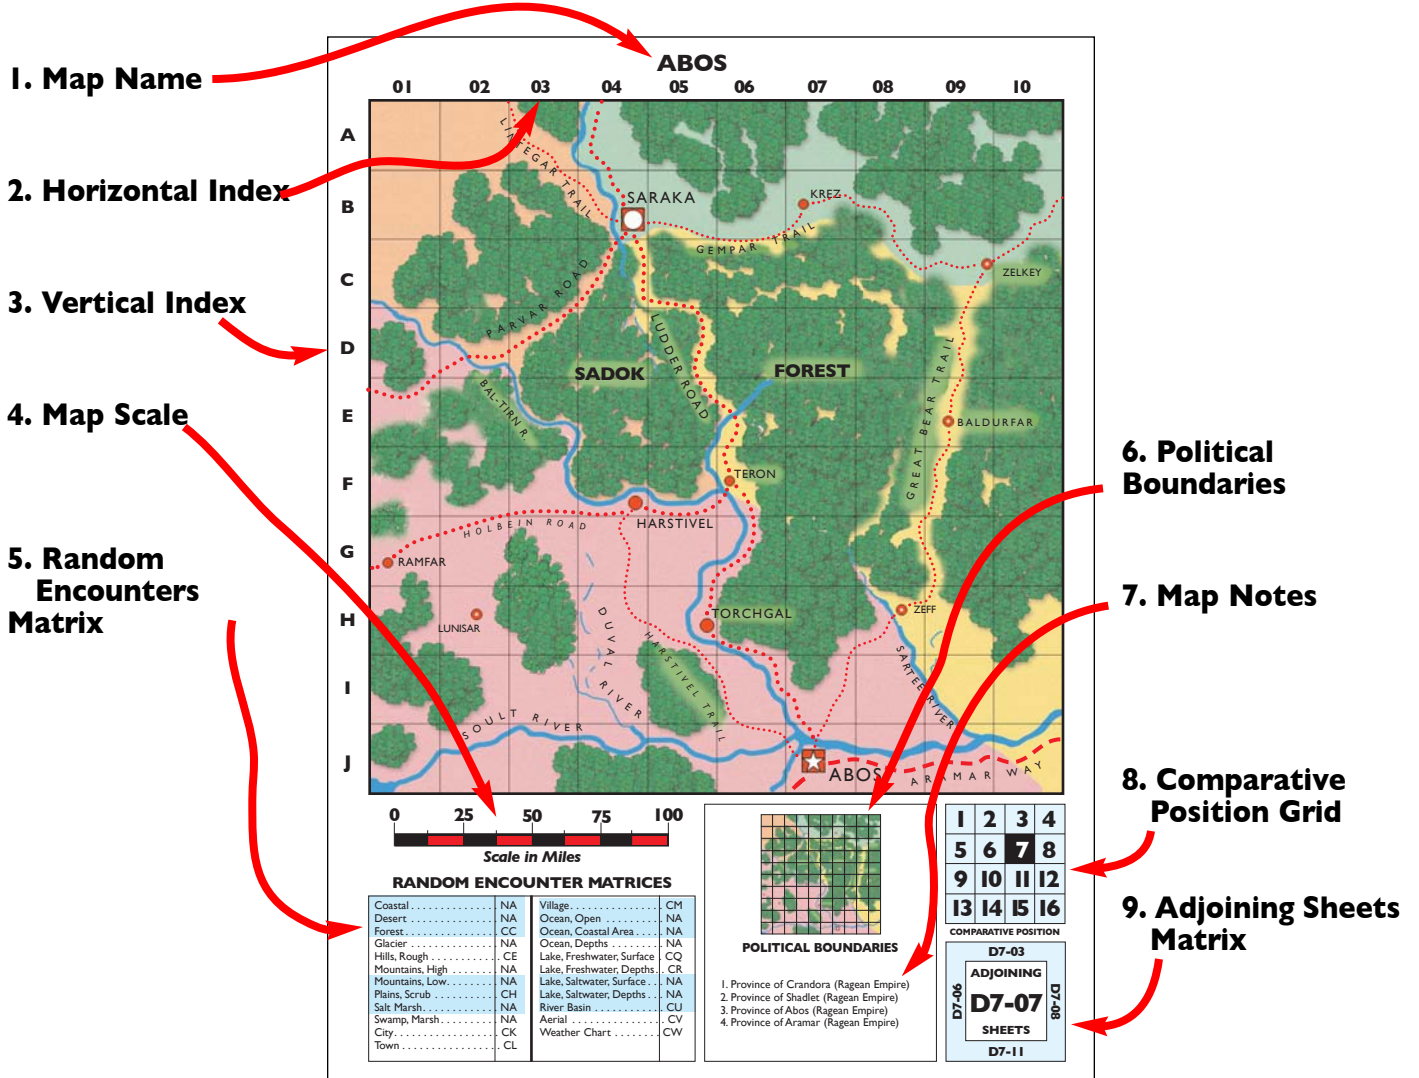 1. Map Name
2. Horizontal Index
3. Vertical Index
4. Map Scale
5. Random
Encounters
Matrix
ABOS
01 02 03 04 05 06 07 08 09 10
A
B
C
D
E
F
G
H
I
J
LINTEGAR TRAIL
SARAKA
KREZ
GEMPAR TRAIL
ZELKEY
PARVAR ROAD
LUDDER ROAD
SADOK
FOREST
BAL-TIRN R.
GREAT BEAR TRAIL
BALDURFAR
TERON
HOLBEIN ROAD
HARSTIVEL
RAMFAR
LUNISAR
DUVAL RIVER
HARSTIVEL TRAIL
TORCHGAL
ZEFF
SARTEE RIVER
SOULT RIVER
ABOS
ARAMAR WAY
6. Political
Boundaries
7. Map Notes
8. Comparative
Position Grid
9. Adjoining Sheets
Matrix
0 25 50 75 100
Scale in Miles
RANDOM ENCOUNTER MATRICES
Coastal . . . . . . . . . . . . . . . NA
Desert . . . . . . . . . . . . . . . NA
Forest . . . . . . . . . . . . . . . CC
Glacier . . . . . . . . . . . . . . . NA
Hills, Rough . . . . . . . . . . . CE
Mountains, High . . . . . . . NA
Mountains, Low. . . . . . . . NA
Plains, Scrub . . . . . . . . . . CH
Salt Marsh. . . . . . . . . . . . . NA
Swamp, Marsh. . . . . . . . . NA
City. . . . . . . . . . . . . . . . . CK
Town . . . . . . . . . . . . . . . . CL
Village. . . . . . . . . . . . . . . CM
Ocean, Open . . . . . . . . . NA
Ocean, Coastal Area . . . . NA
Ocean, Depths . . . . . . . . NA
Lake, Freshwater, Surface . CQ
Lake, Freshwater, Depths. . CR
Lake, Saltwater, Surface. . . NA
Lake, Saltwater, Depths . . . NA
River Basin . . . . . . . . . . . CU
Aerial . . . . . . . . . . . . . . . CV
Weather Chart . . . . . . . . CW
POLITICAL BOUNDARIES
1. Province of Crandora (Ragean Empire)
2. Province of Shadlet (Ragean Empire)
3. Province of Abos (Ragean Empire)
4. Province of Aramar (Ragean Empire)
1 2 3 4
5 6 7 8
9 10 11 12
13 14 15 16
COMPARATIVE POSITION
D7-03
D7-06
ADJOINING
D7-07
SHEETS
D7-08
D7-11